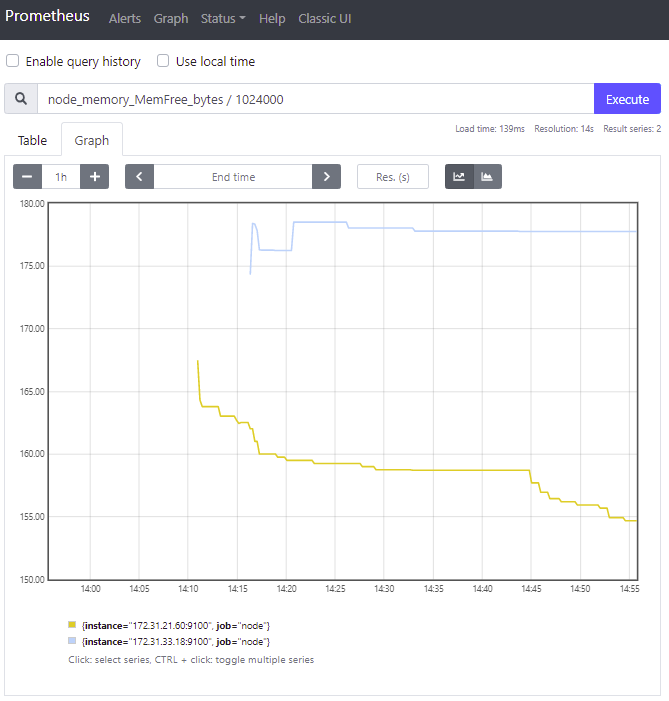 Prometheus Alerts Graph Status Help Classic UI
Enable query history Use local time
node_memory_MemFree_bytes / 1024000 Execute
Load time: 139ms Resolution: 14s Result series: 2
Table Graph
1h End time Res. (s)
180.00
175.00
170.00
165.00
160.00
155.00
150.00
14:00 14:05 14:10 14:15 14:20 14:25 14:30 14:35 14:40 14:45 14:50 14:55
{instance="172.31.21.60:9100", job="node"}
{instance="172.31.33.18:9100", job="node"}
Click: select series, CTRL + click: toggle multiple series